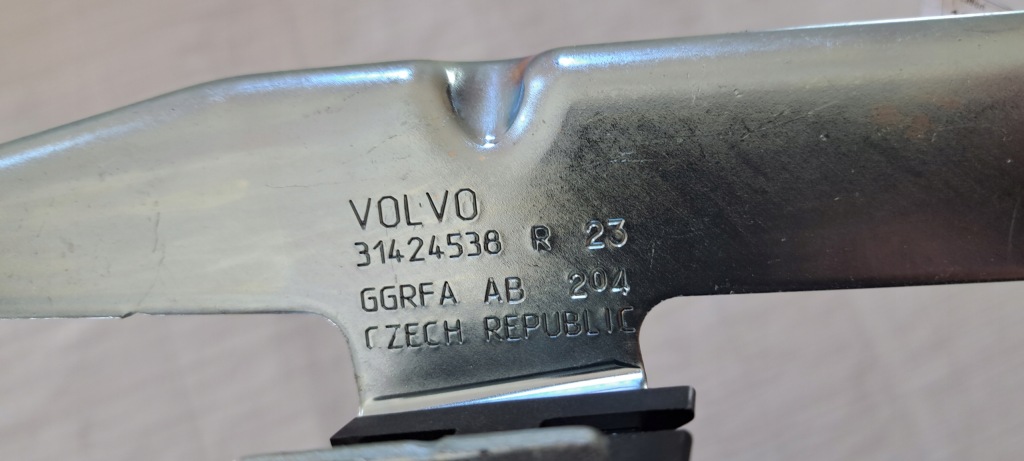 VOLVO
31424538 R 23
GGRFA AB 204
CZECH REPUBLIC